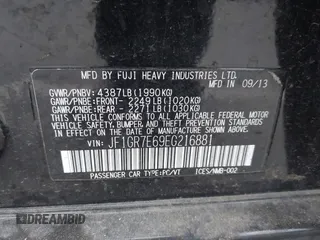 MFD BY FUJI HEAVY INDUSTRIES LTD.
09/13
GVWR/PNBV: 4387LB (1990KG)
GAWR/PNBE:FRONT- 2249LB (1020KG)
GAWR/PNBE:REAR - 2271LB (1030KG)
THIS VEHICLE CONFORMS TO ALL APPLICABLE
FEDERAL MOTOR VEHICLE SAFETY, BUMPER,
AND THEFT PREVENTION STANDARDS IN EFFECT ON
THE DATE OF MANUFACTURE SHOWN ABOVE.
VIN: JF1GR7E69EG216881
PASSENGER CAR TYPE:PC/VT ICES/NMB-002
DREAMBID